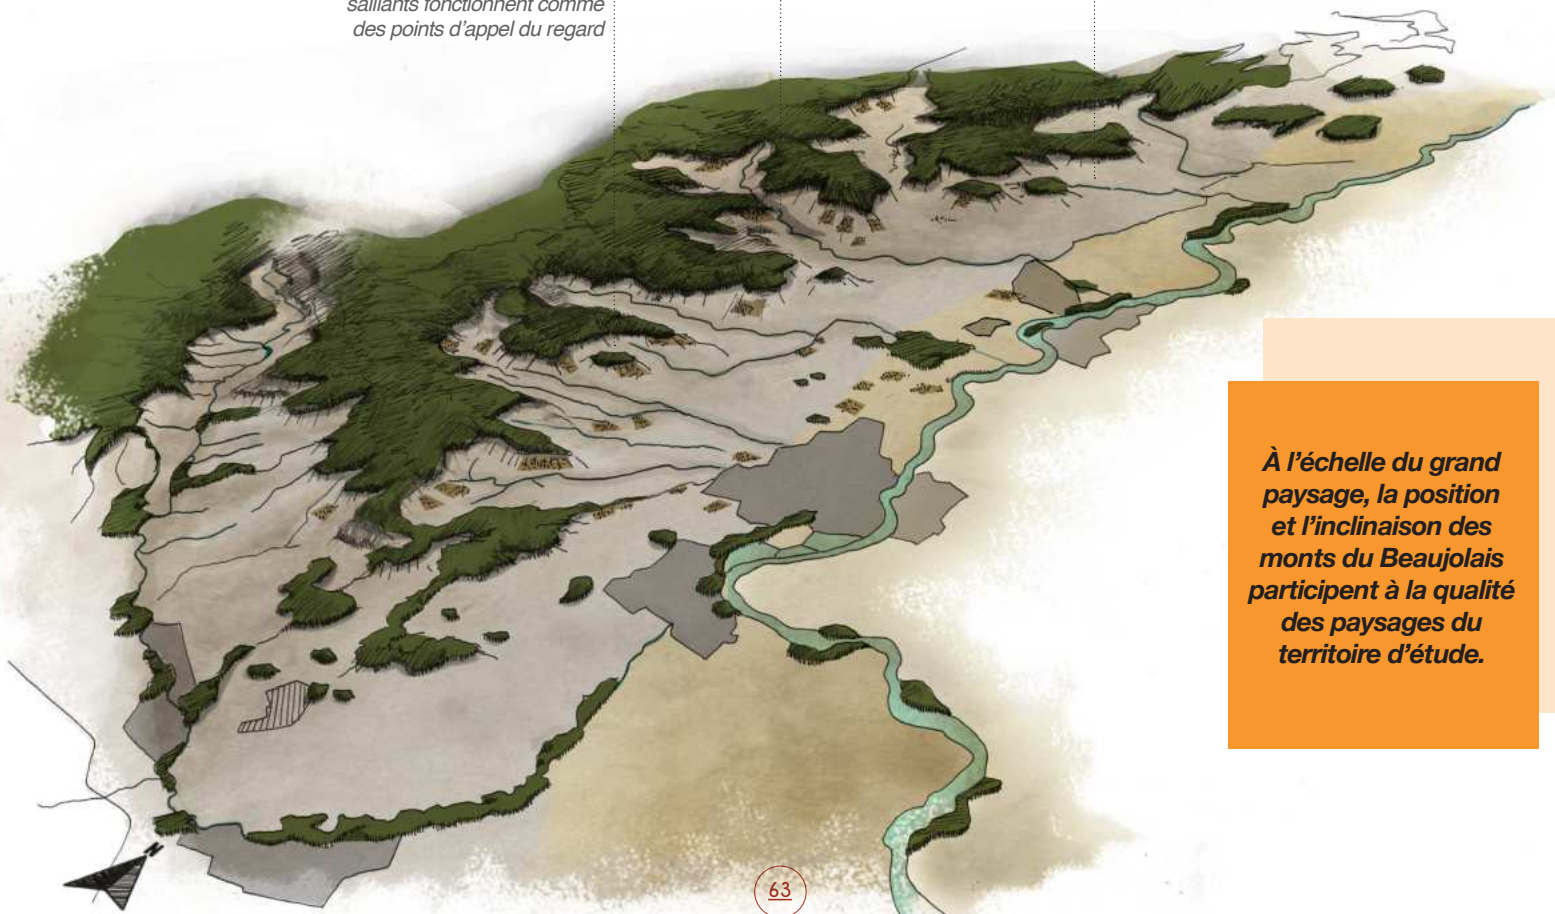 saillants fonctionnent comme
des points d’appel du regard
À l’échelle du grand
paysage, la position
et l’inclinaison des
monts du Beaujolais
participent à la qualité
des paysages du
territoire d’étude.
N
63